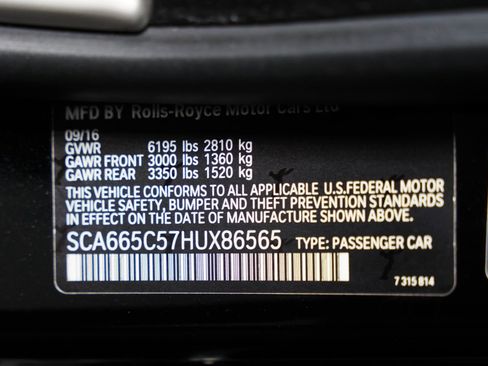 MFD BY Rolls-Royce Motor Cars Ltd
09/16
GVWR 6195 lbs 2810 kg
GAWR FRONT 3000 lbs 1360 kg
GAWR REAR 3350 lbs 1520 kg
THIS VEHICLE CONFORMS TO ALL APPLICABLE U.S.FEDERAL MOTOR
VEHICLE SAFETY, BUMPER AND THEFT PREVENTION STANDARDS
IN EFFECT ON THE DATE OF MANUFACTURE SHOWN ABOVE.
SCA665C57HUX86565 TYPE: PASSENGER CAR
7 315 814